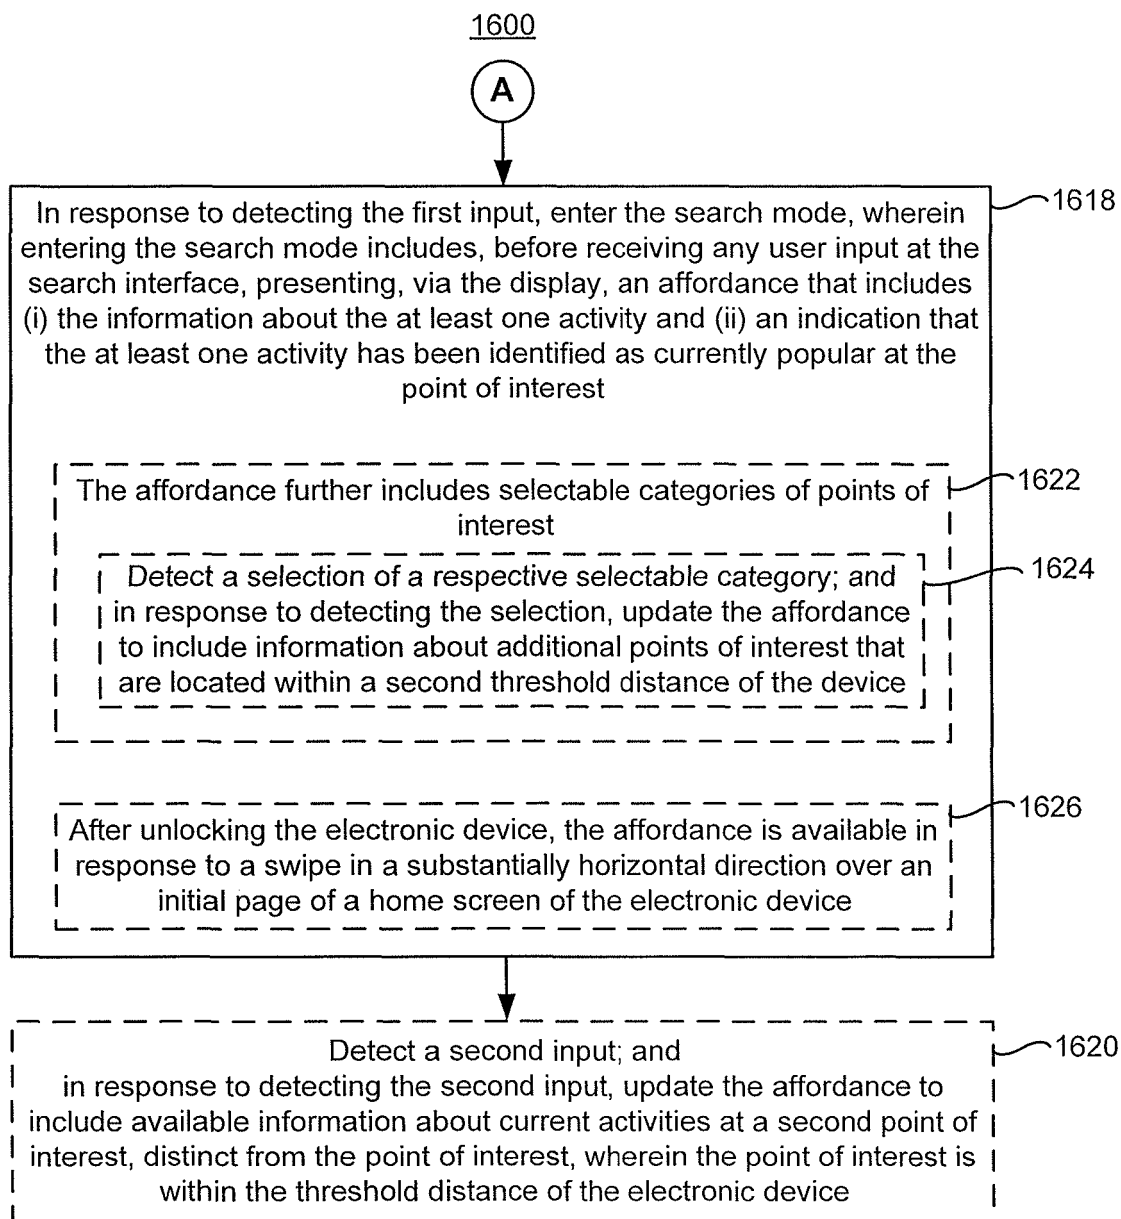 1600
A
In response to detecting the first input, enter the search mode, wherein
entering the search mode includes, before receiving any user input at the
search interface, presenting, via the display, an affordance that includes
(i) the information about the at least one activity and (ii) an indication that
the at least one activity has been identified as currently popular at the
point of interest
1618
The affordance further includes selectable categories of points of
interest
1622
Detect a selection of a respective selectable category; and
in response to detecting the selection, update the affordance
to include information about additional points of interest that
are located within a second threshold distance of the device
1624
After unlocking the electronic device, the affordance is available in
response to a swipe in a substantially horizontal direction over an
initial page of a home screen of the electronic device
1626
Detect a second input; and
in response to detecting the second input, update the affordance to
include available information about current activities at a second point of
interest, distinct from the point of interest, wherein the point of interest is
within the threshold distance of the electronic device
1620